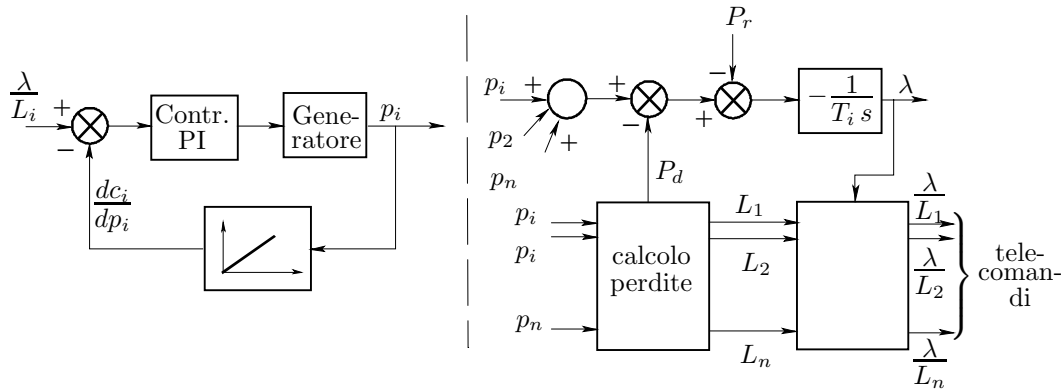 λ
L_i
+
−
Contr.
PI
Gene-
ratore
p_i
dc_i
dp_i
P_r
p_i
+
p_2
+
p_n
+
−
−
+
− 1
T_i s
λ
P_d
p_i
p_i
p_n
calcolo
perdite
L_1
L_2
L_n
λ
L_1
λ
L_2
λ
L_n
tele-
coman-
di